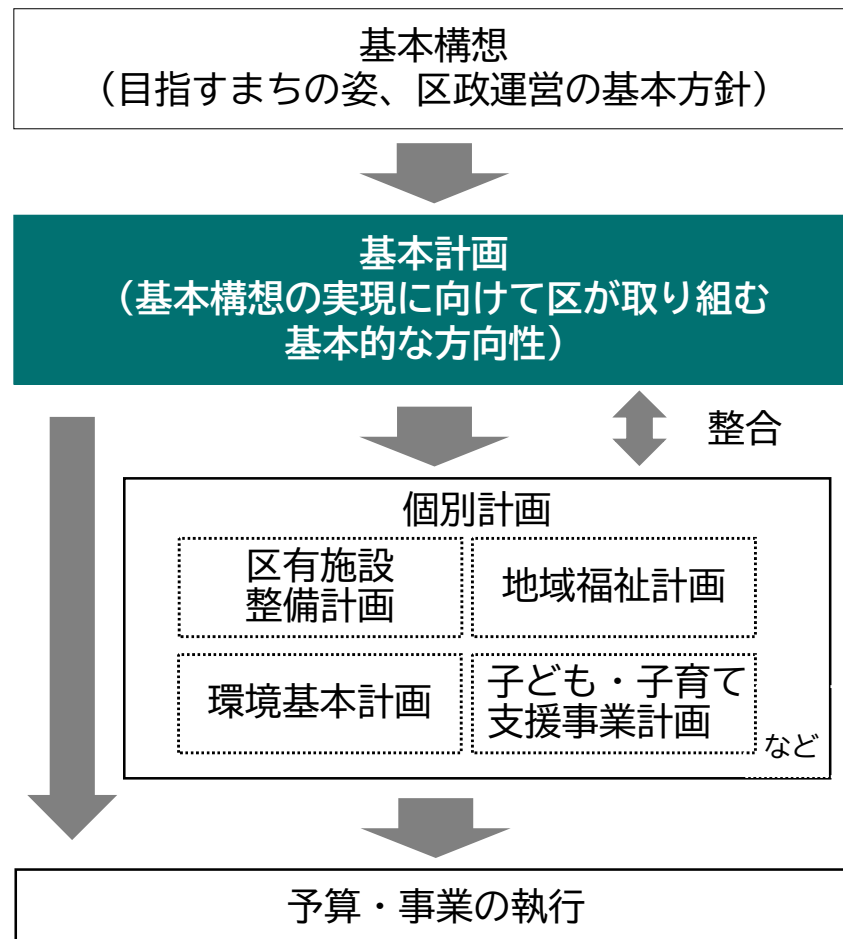 基本構想
(目指すまちの姿、区政運営の基本方針)
基本計画
(基本構想の実現に向けて区が取り組む
基本的な方向性)
整合
個別計画
区有施設
整備計画
地域福祉計画
環境基本計画
子ども・子育て
支援事業計画
など
予算・事業の執行